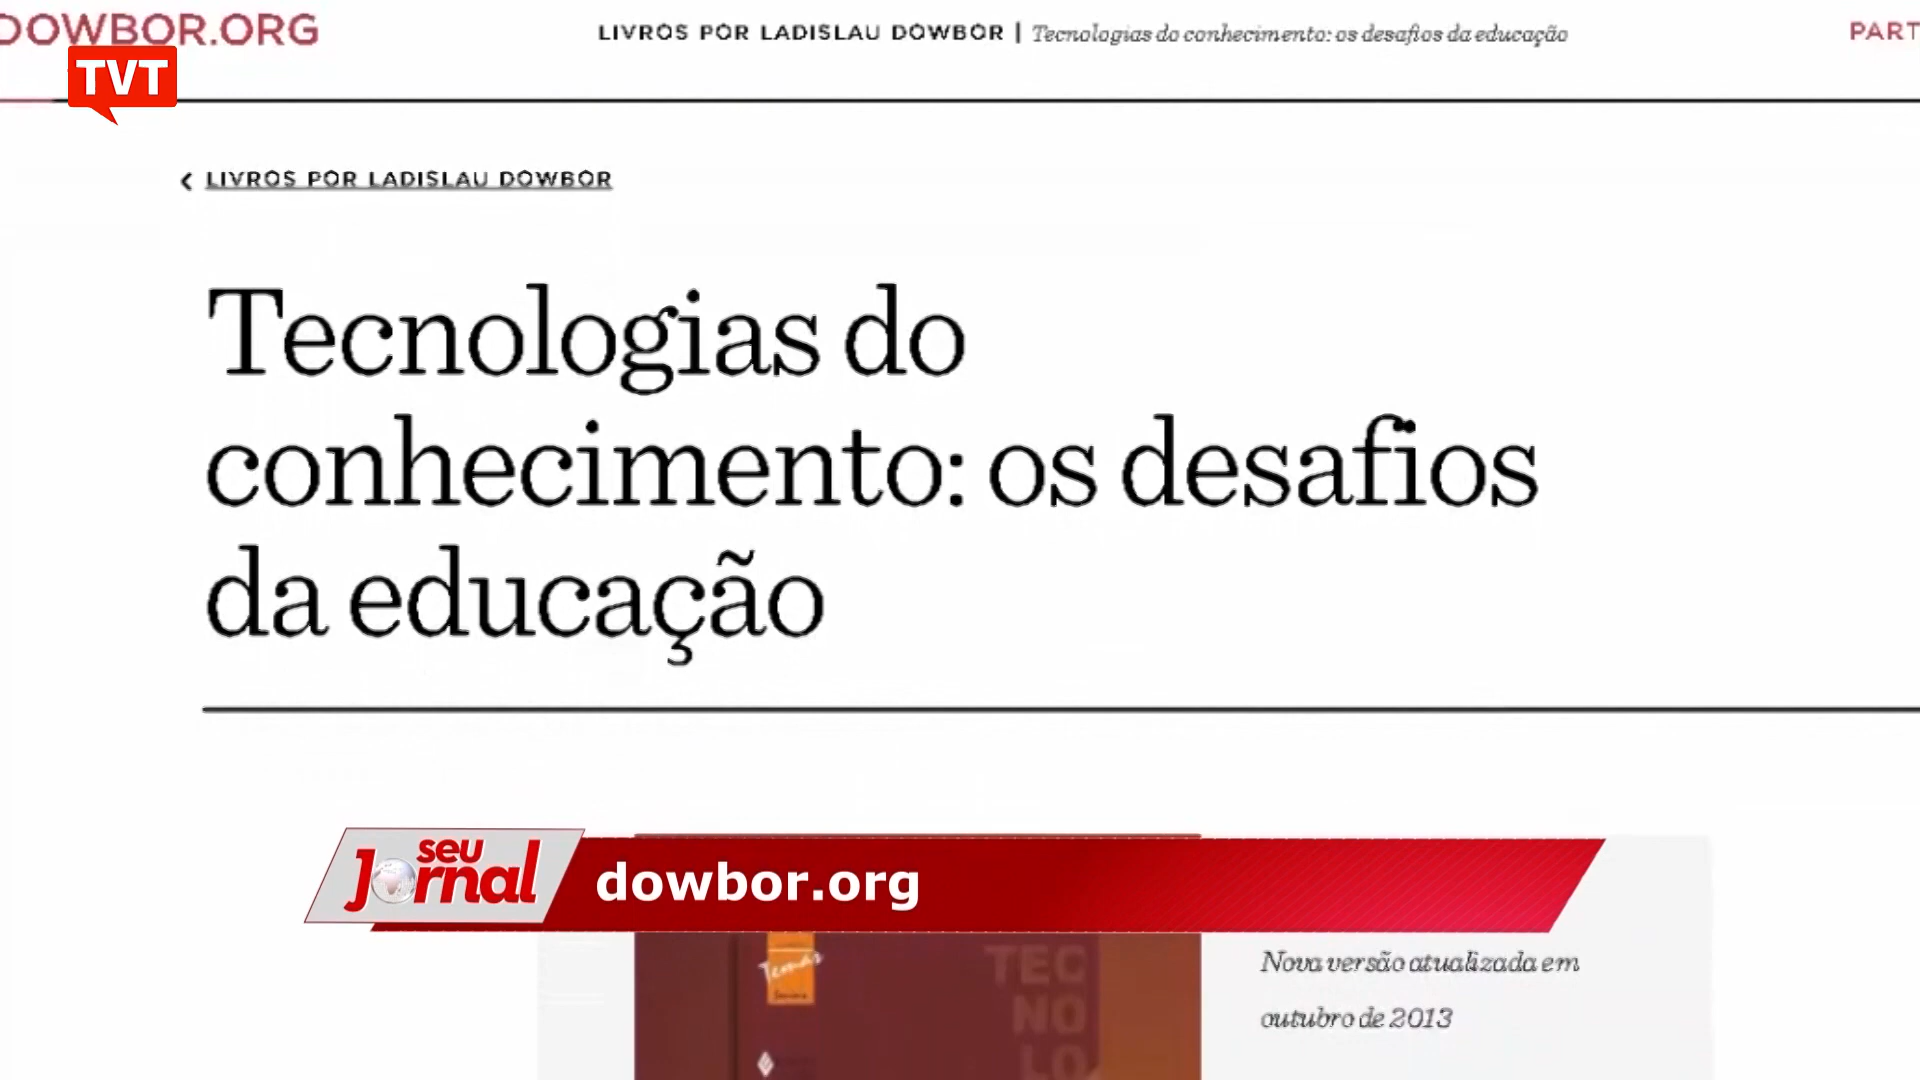 DOWBOR.ORG
LIVROS POR LADISLAU DOWBOR | Tecnologias do conhecimento: os desafios da educação
PART
TVT
‹ LIVROS POR LADISLAU DOWBOR
Tecnologias do
conhecimento: os desafios
da educação
seu
Jornal
dowbor.org
Temas
TEC
NO
LO
Nova versão atualizada em
outubro de 2013